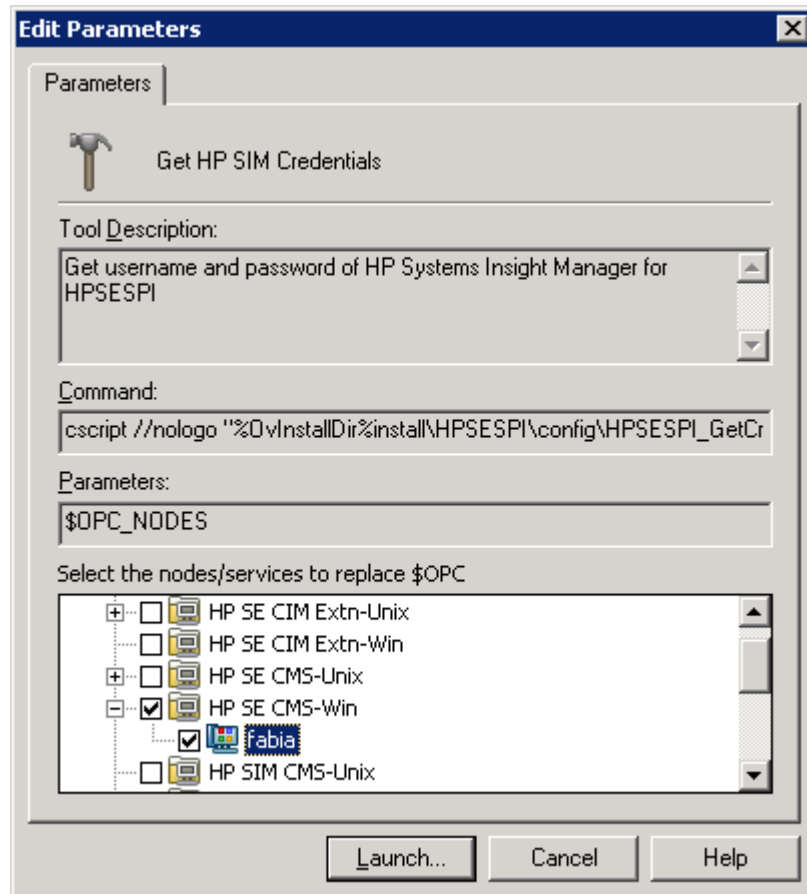 Edit Parameters
Parameters
Get HP SIM Credentials
Tool Description:
Get username and password of HP Systems Insight Manager for
HPSESPI
Command:
cscript //nologo "%OvInstallDir%install\HPSESPI\config\HPSESPI_GetCr
Parameters:
$OPC_NODES
Select the nodes/services to replace $OPC
HP SE CIM Extn-Unix
HP SE CIM Extn-Win
HP SE CMS-Unix
HP SE CMS-Win
fabia
HP SIM CMS-Unix
Launch... Cancel Help